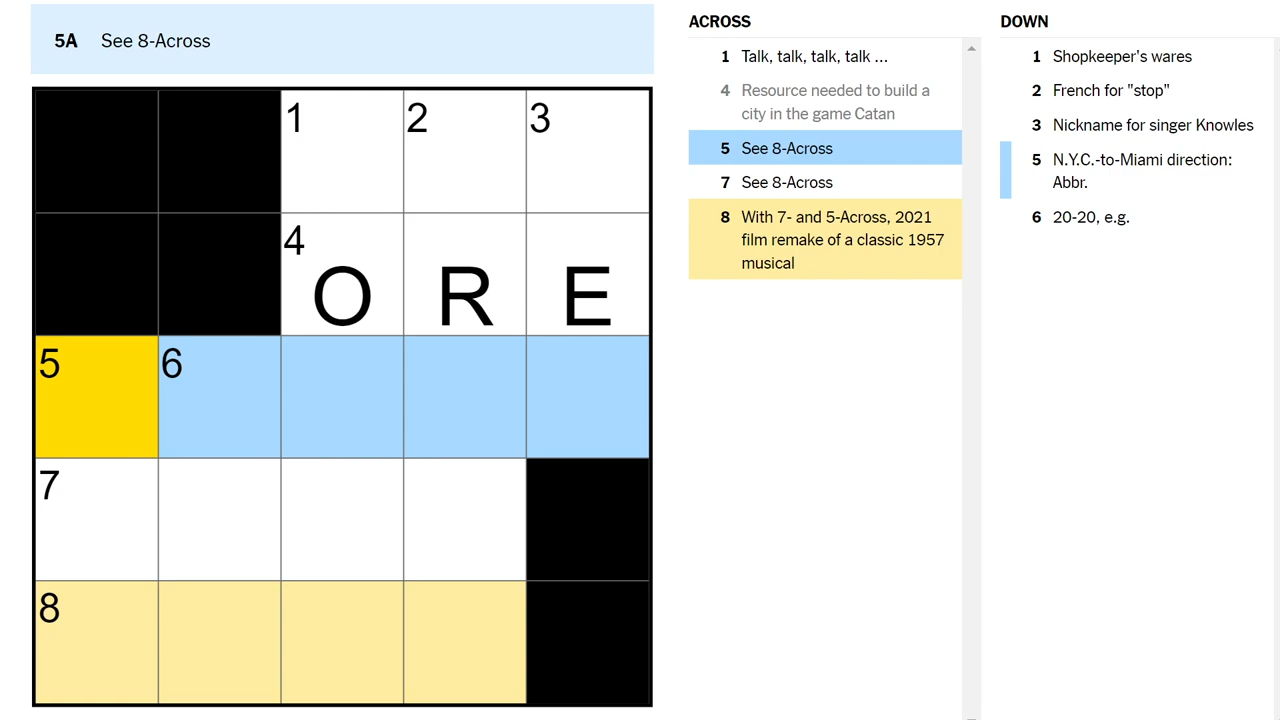 5A See 8-Across
1 2 3
4
O R E
5 6
7
8
ACROSS
1 Talk, talk, talk, talk ...
4 Resource needed to build a
city in the game Catan
5 See 8-Across
7 See 8-Across
8 With 7- and 5-Across, 2021
film remake of a classic 1957
musical
DOWN
1 Shopkeeper's wares
2 French for "stop"
3 Nickname for singer Knowles
5 N.Y.C.-to-Miami direction:
Abbr.
6 20-20, e.g.